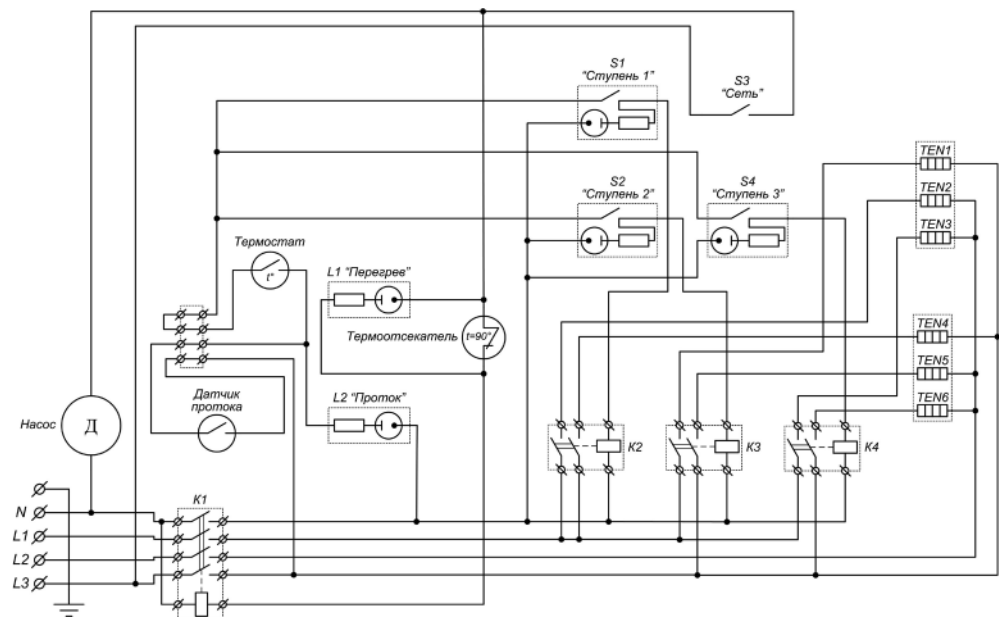 S1
“Ступень 1”
S3
“Сеть”
TEN1
TEN2
TEN3
S2
“Ступень 2”
S4
“Ступень 3”
Термостат
t°
L1 “Перегрев”
Термоотсекатель
t=90°
TEN4
TEN5
TEN6
Датчик
протока
L2 “Проток”
Насос
Д
K2
K3
K4
K1
N
L1
L2
L3